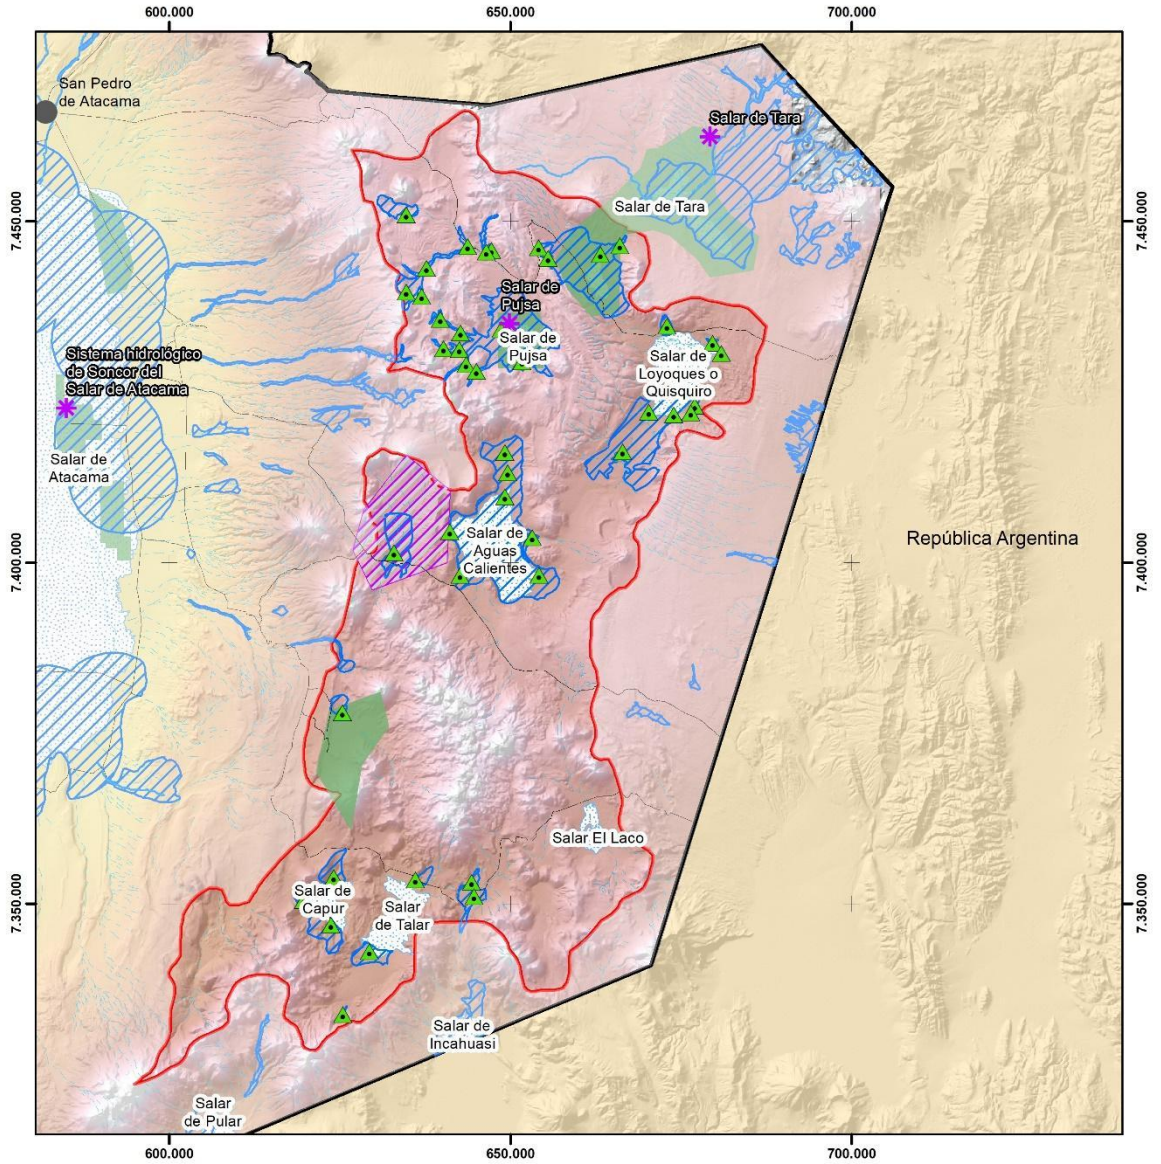 600.000
650.000
700.000
San Pedro
de Atacama
Salar de Tara
7.450.000
7.450.000
Salar de Tara
Salar de
Pujsa
Salar de
Pujsa
Sistema hidrológico
de Soncor del
Salar de Atacama
Salar de
Loyoques o
Quisquiro
Salar de
Atacama
Salar de
Aguas
Calientes
República Argentina
7.400.000
7.400.000
Salar El Laco
Salar de
Capur
Salar
de Talar
7.350.000
7.350.000
Salar de
Incahuasi
Salar
de Pular
600.000
650.000
700.000